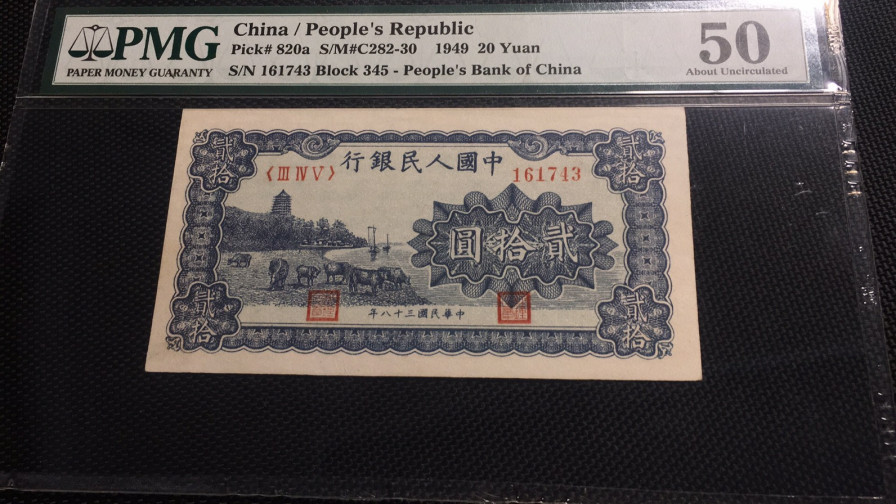 PMG
PAPER MONEY GUARANTY
China / People's Republic
Pick# 820a S/M#C282-30 1949 20 Yuan
S/N 161743 Block 345 - People's Bank of China
50
About Uncirculated
貳拾
行銀民人國中
貳拾
〈III IV V〉
161743
圓拾貳
年八十三國民華中
貳拾
貳拾